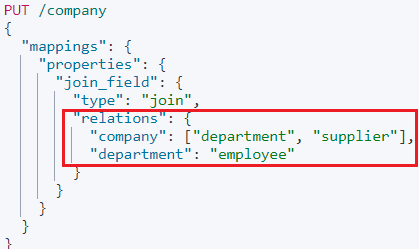 PUT /company
{
  "mappings": {
    "properties": {
      "join_field": {
        "type": "join",
        "relations": {
          "company": ["department", "supplier"],
          "department": "employee"
        }
      }
    }
  }
}